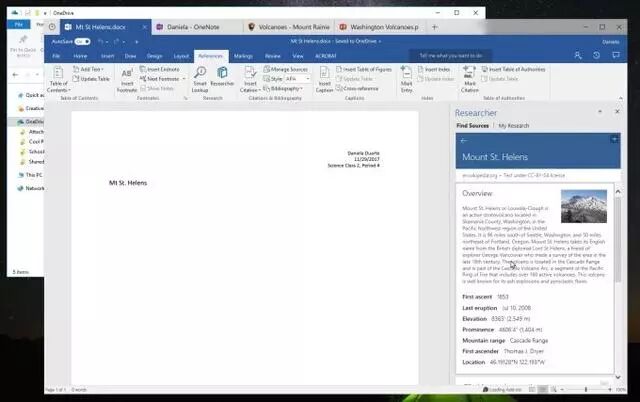 OneDrive
File
Mt St Helens.docx
Daniela - OneNote
Volcanoes - Mount Rainie
Washington Volcanoes.p
AutoSave
On
Mt St Helens.docx - Saved to OneDrive
Daniela
File
Home
Insert
Draw
Design
Layout
References
Mailings
Review
View
ACROBAT
Tell me what you want to do
Pin to Quick
Table of Contents
Add Text
Update Table
Table of Contents
Insert Footnote
Insert Endnote
Next Footnote
Show Notes
Footnotes
Smart Lookup
Researcher
Research
Insert Citation
Manage Sources
Style: APA
Bibliography
Citations & Bibliography
Insert Caption
Insert Table of Figures
Update Table
Cross-reference
Captions
Mark Entry
Insert Index
Update Index
Index
Mark Citation
Insert Table of Authorities
Update Table
Table of Authorities
Quick acc
Creative
OneDrive
Attach
Cool P
School
Shared
This PC
Network
5 items
Daniela Duarte
11/29/2017
Science Class 2, Period 4
Mt St. Helens
Researcher
Find Sources
My Research
Mount St. Helens
Text under CC-BY-SA license
Overview
Mount St. Helens or Louwala-Clough is
an active stratovolcano located in
Skamania County, Washington, in the
Pacific Northwest region of the United
States. It is 96 miles south of Seattle, Washington, and 50 miles
northeast of Portland, Oregon. Mount St. Helens takes its English
name from the British diplomat Lord St Helens, a friend of
explorer George Vancouver who made a survey of the area in the
late 18th century. The volcano is located in the Cascade Range
and is part of the Cascade Volcanic Arc, a segment of the Pacific
Ring of Fire that includes over 160 active volcanoes. This volcano
is well known for its ash explosions and pyroclastic flows.
First ascent 1853
Last eruption Jul 10, 2008
Elevation 8363' (2,549 m)
Prominence 4606'4" (1,404 m)
Mountain range Cascade Range
First ascender Thomas J. Dryer
Location
Page 1 of 1
0 words
Loading Add-ins
100%